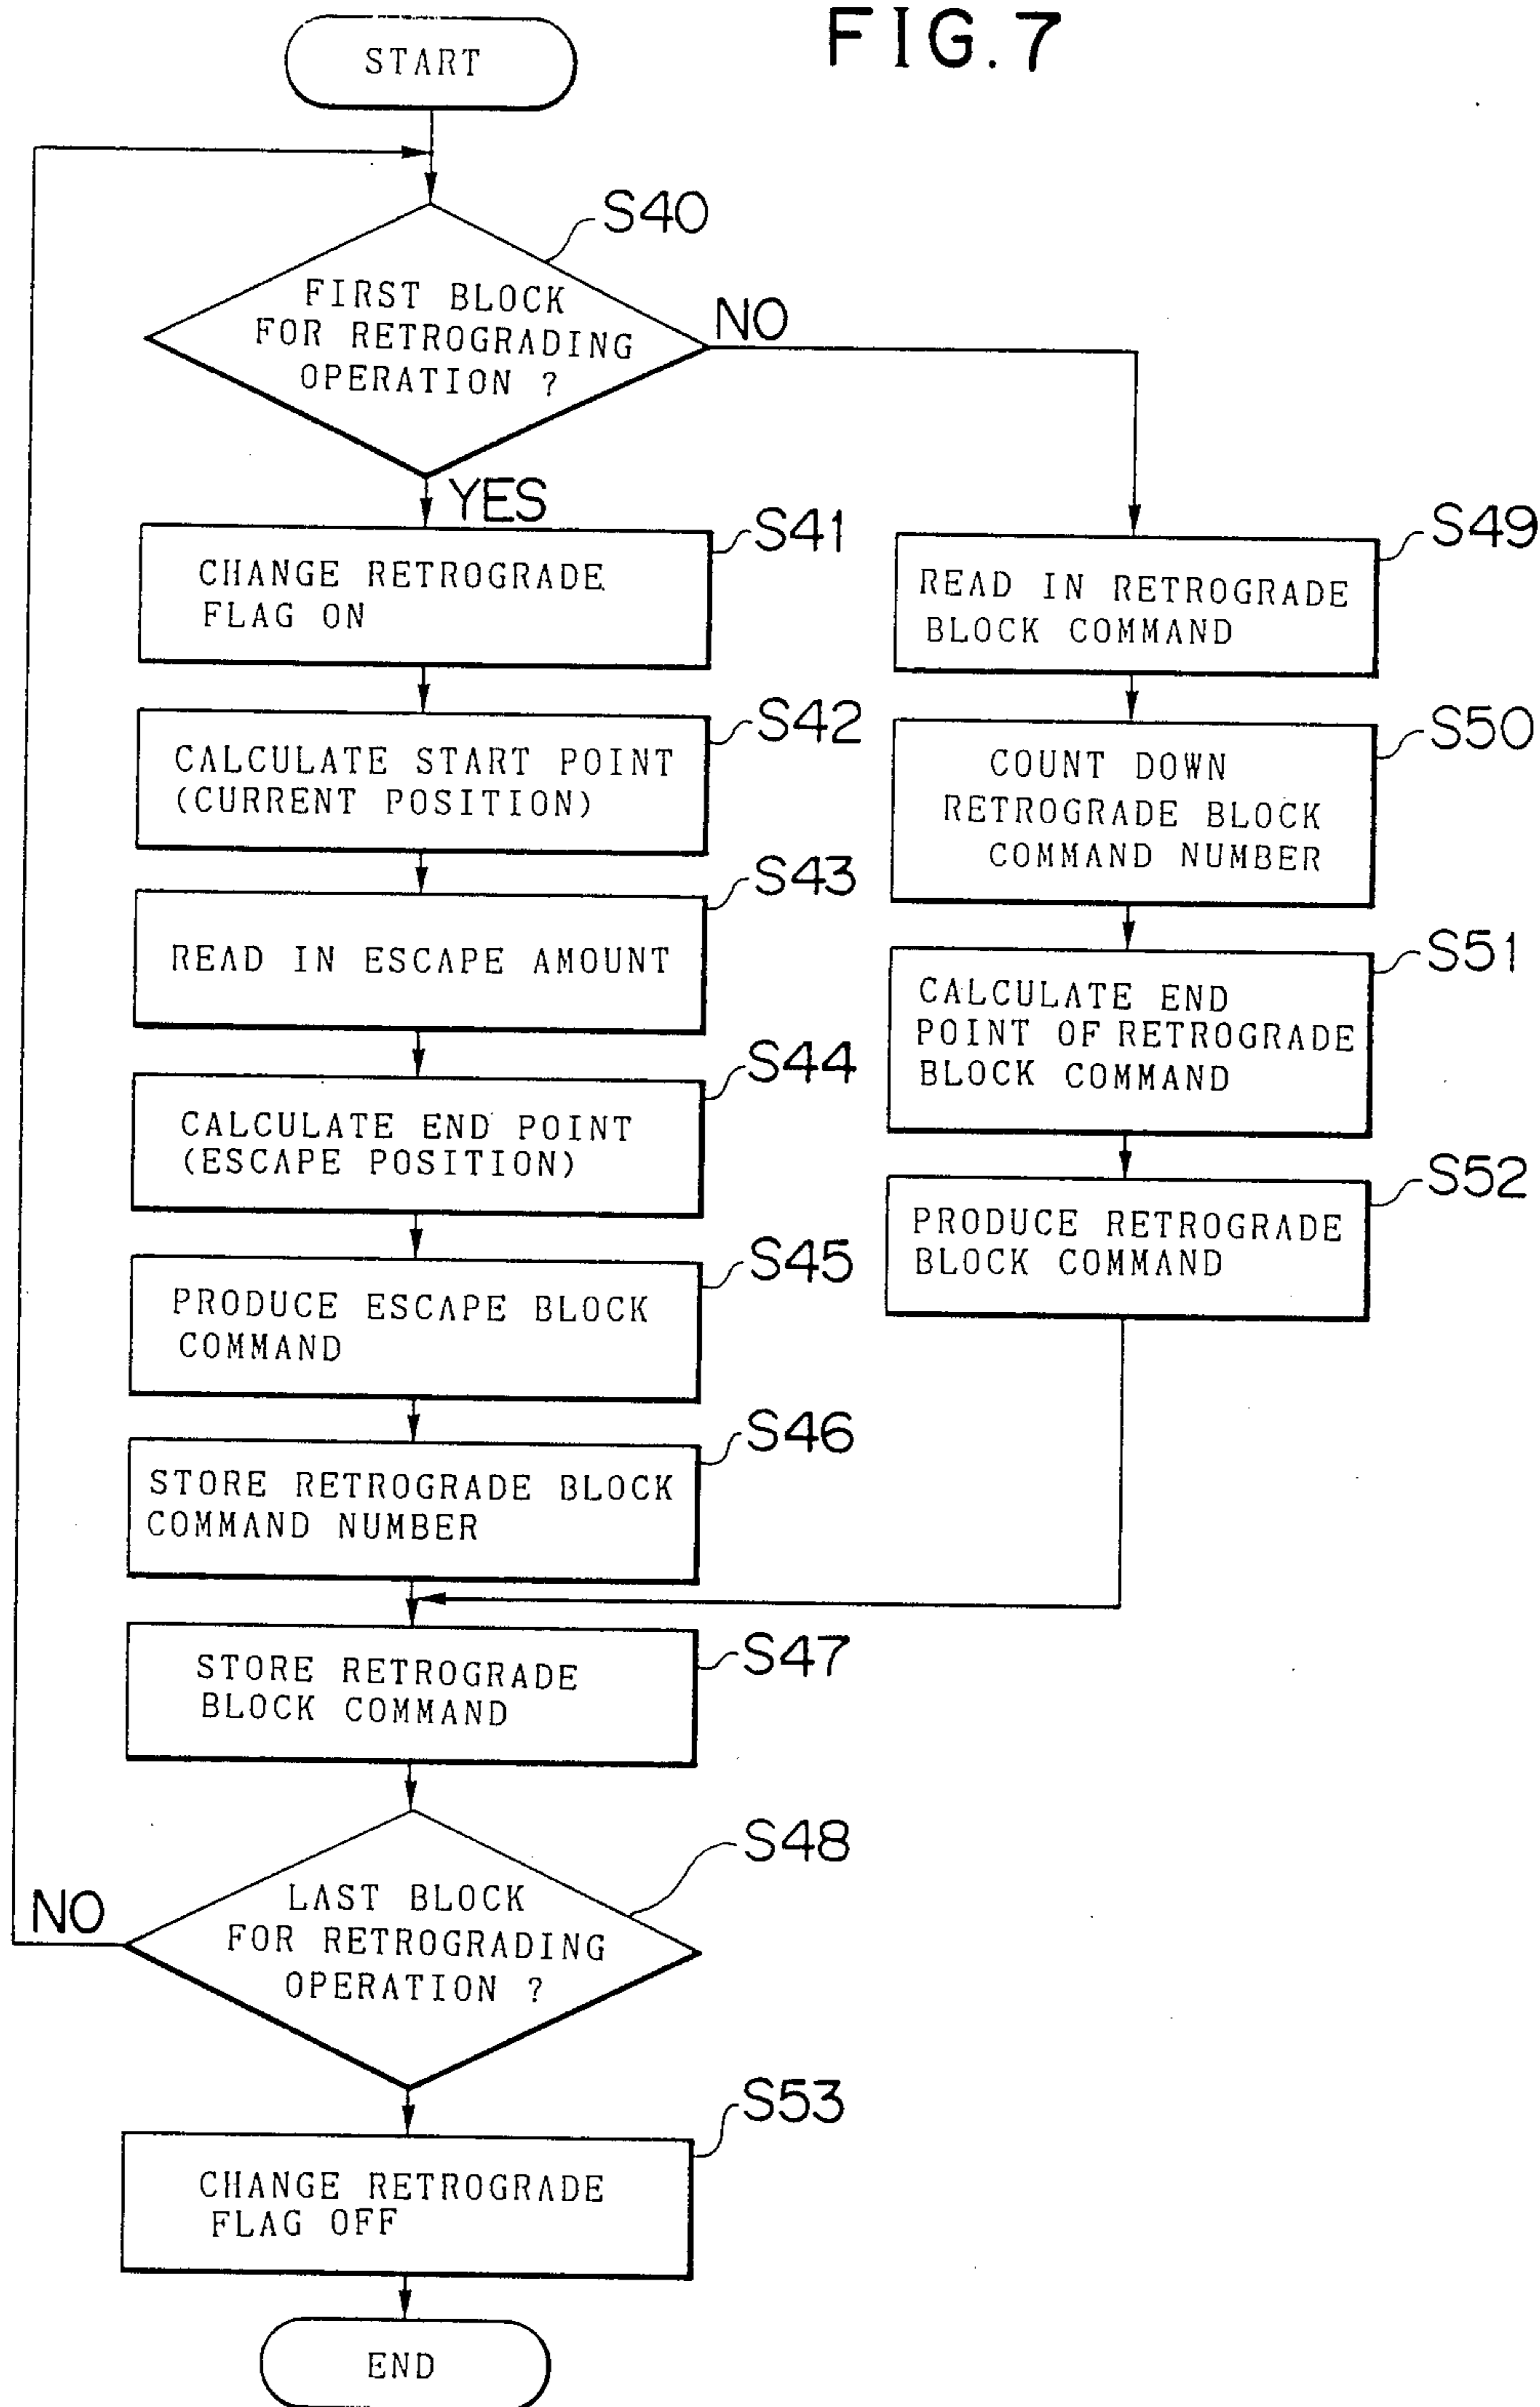 FIG. 7
START
S40
FIRST BLOCK
FOR RETROGRADING
OPERATION ?
NO
YES
S41
CHANGE RETROGRADE
FLAG ON
S42
CALCULATE START POINT
(CURRENT POSITION)
S43
READ IN ESCAPE AMOUNT
S44
CALCULATE END POINT
(ESCAPE POSITION)
S45
PRODUCE ESCAPE BLOCK
COMMAND
S46
STORE RETROGRADE BLOCK
COMMAND NUMBER
S49
READ IN RETROGRADE
BLOCK COMMAND
S50
COUNT DOWN
RETROGRADE BLOCK
COMMAND NUMBER
S51
CALCULATE END
POINT OF RETROGRADE
BLOCK COMMAND
S52
PRODUCE RETROGRADE
BLOCK COMMAND
S47
STORE RETROGRADE
BLOCK COMMAND
S48
LAST BLOCK
FOR RETROGRADING
OPERATION ?
NO
S53
CHANGE RETROGRADE
FLAG OFF
END